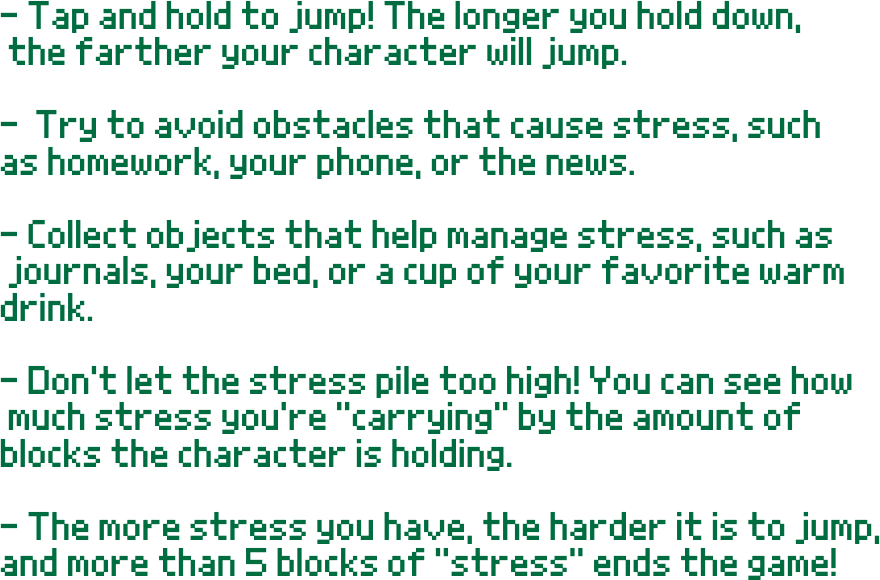 - Tap and hold to jump! The longer you hold down,
the farther your character will jump.
- Try to avoid obstacles that cause stress, such
as homework, your phone, or the news.
- Collect objects that help manage stress, such as
journals, your bed, or a cup of your favorite warm
drink.
- Don't let the stress pile too high! You can see how
much stress you're "carrying" by the amount of
blocks the character is holding.
- The more stress you have, the harder it is to jump,
and more than 5 blocks of "stress" ends the game!